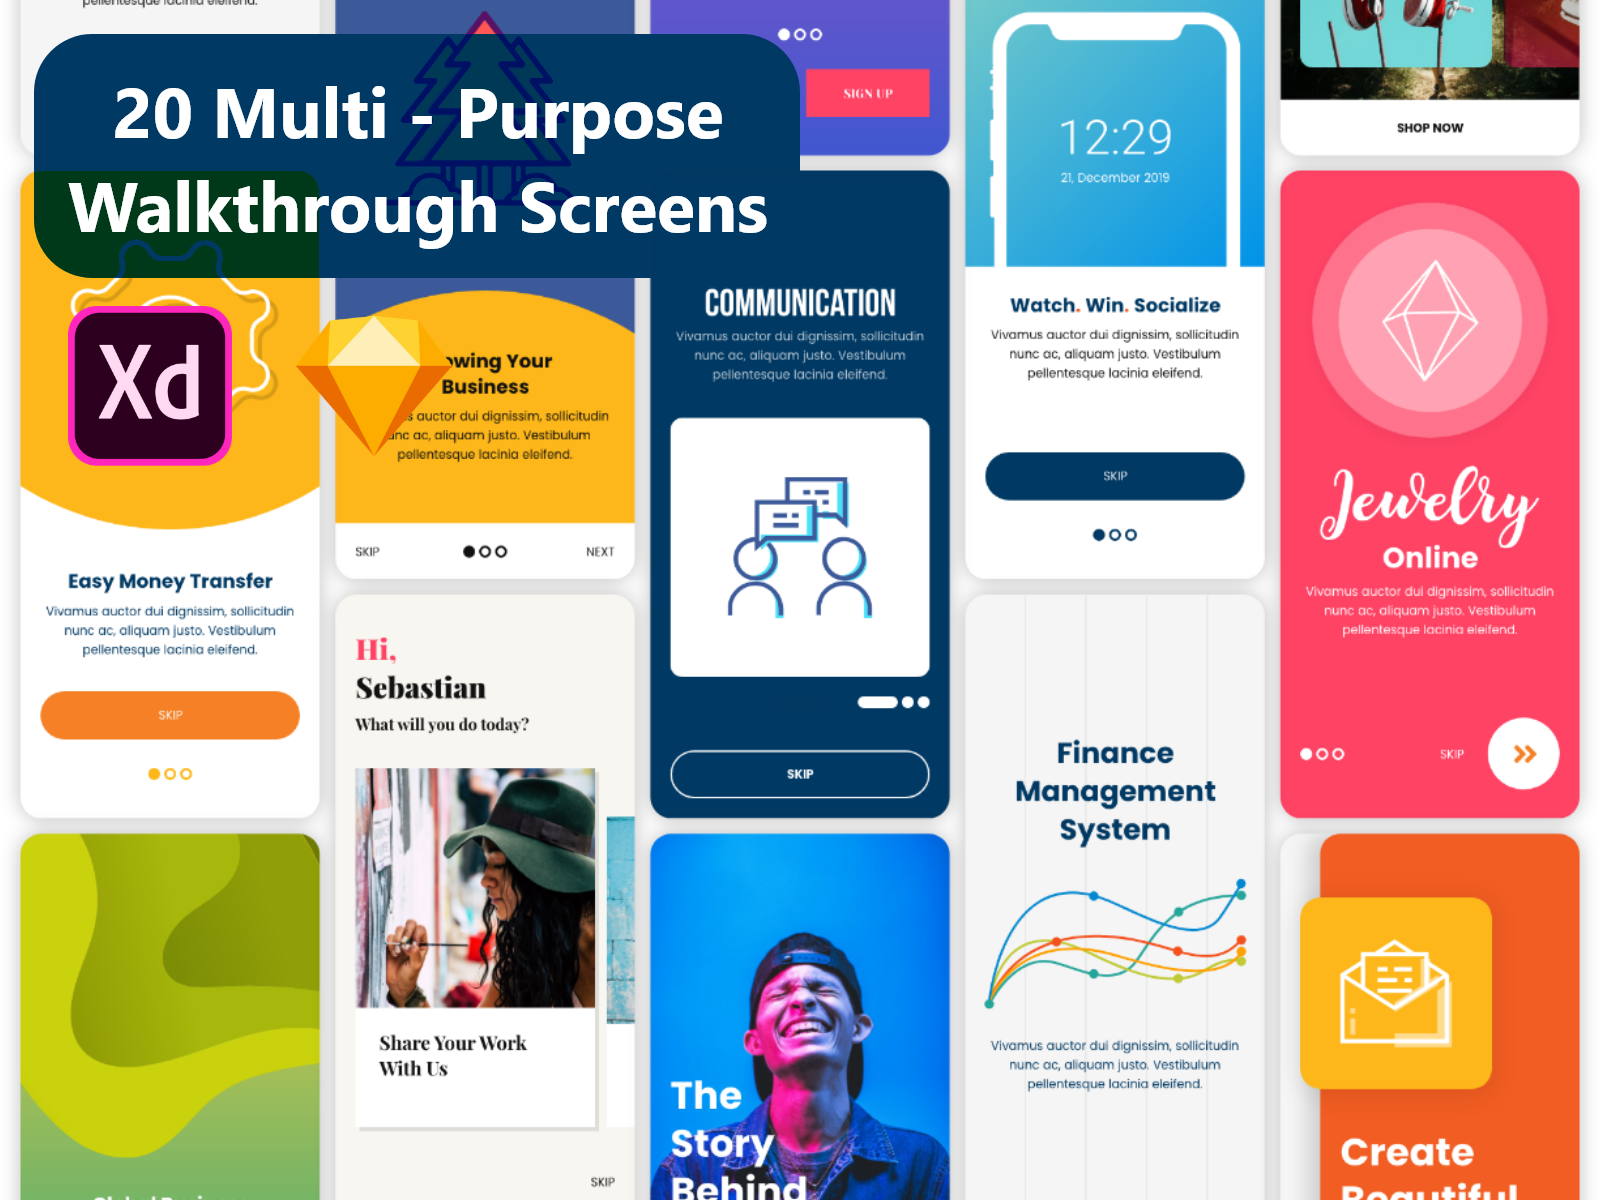 pellentesque lacinia eleifend.
20 Multi - Purpose
Walkthrough Screens
Xd
Easy Money Transfer
Vivamus auctor dui dignissim, sollicitudin
nunc ac, aliquam justo. Vestibulum
pellentesque lacinia eleifend.
SKIP
owing Your
Business
auctor dui dignissim, sollicitudin
nc ac, aliquam justo. Vestibulum
pellentesque lacinia eleifend.
SKIP
NEXT
Hi,
Sebastian
What will you do today?
Share Your Work
With Us
SKIP
SIGN UP
COMMUNICATION
Vivamus auctor dui dignissim, sollicitudin
nunc ac, aliquam justo. Vestibulum
pellentesque lacinia eleifend.
SKIP
The
Story
Behind
12:29
21, December 2019
Watch. Win. Socialize
Vivamus auctor dui dignissim, sollicitudin
nunc ac, aliquam justo. Vestibulum
pellentesque lacinia eleifend.
SKIP
Finance
Management
System
Vivamus auctor dui dignissim, sollicitudin
nunc ac, aliquam justo. Vestibulum
pellentesque lacinia eleifend.
SHOP NOW
Jewelry
Online
Vivamus auctor dui dignissim, sollicitudin
nunc ac, aliquam justo. Vestibulum
pellentesque lacinia eleifend.
SKIP
Create
Beautiful